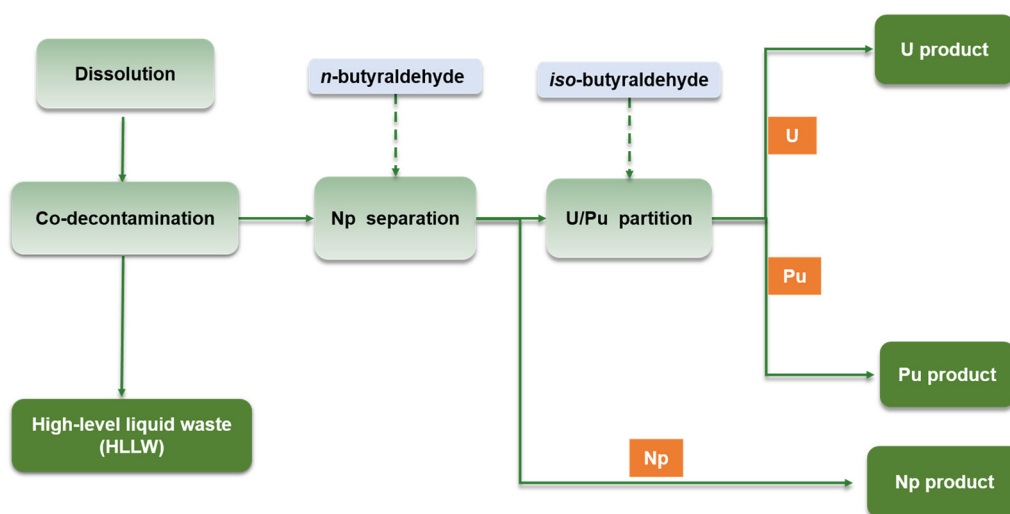 Dissolution
n-butyraldehyde
iso-butyraldehyde
U product
U
Co-decontamination
Np separation
U/Pu partition
Pu
Pu product
High-level liquid waste
(HLLW)
Np
Np product